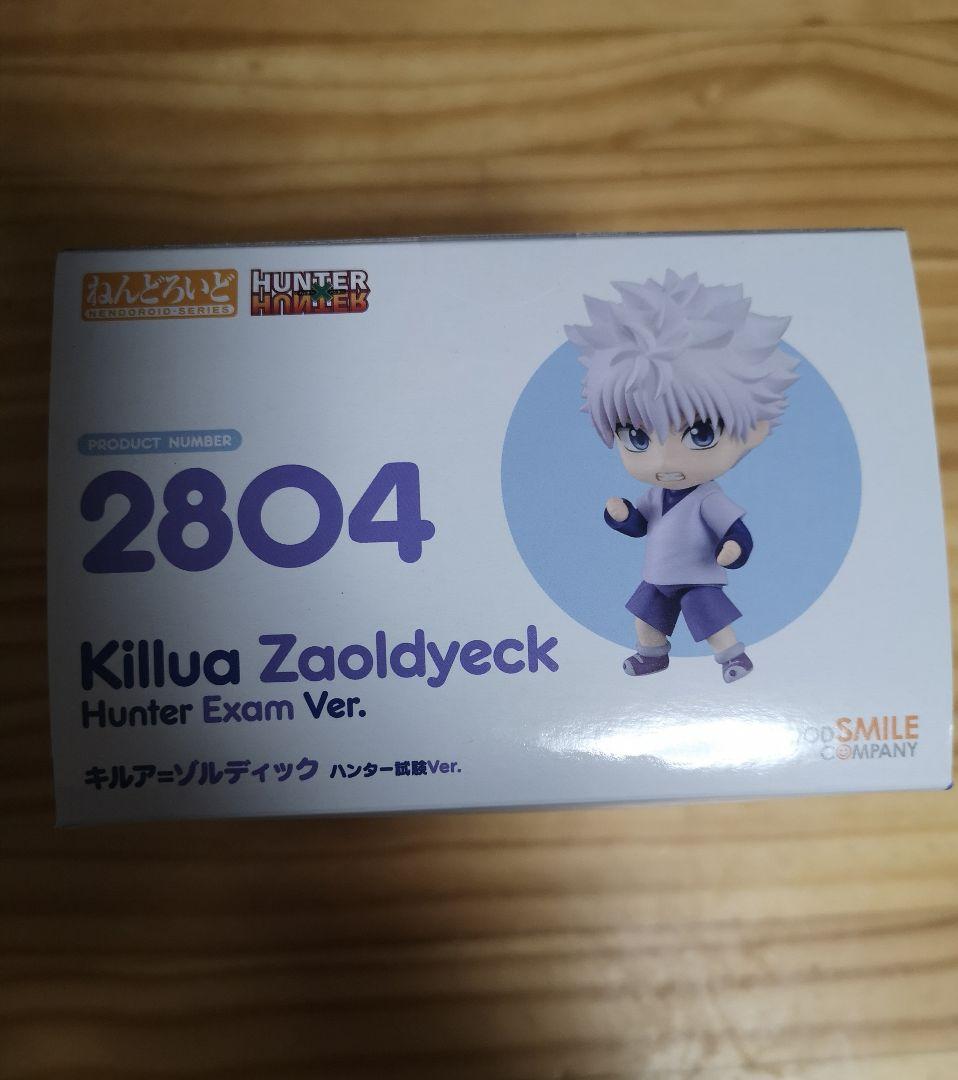 ねんどろいど
NENDOROID·SERIES
HUNTER
HUNTER
PRODUCT NUMBER
2804
Killua Zaoldyeck
Hunter Exam Ver.
キルア=ゾルディック ハンター試験Ver.
SMILE
COMPANY